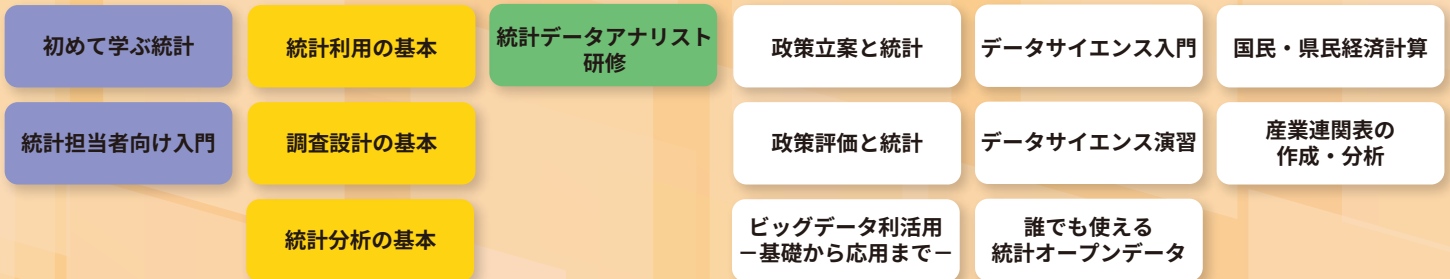 初めて学ぶ統計
統計利用の基本
統計データアナリスト
研修
政策立案と統計
データサイエンス入門
国民・県民経済計算
統計担当者向け入門
調査設計の基本
政策評価と統計
データサイエンス演習
産業連関表の
作成・分析
統計分析の基本
ビッグデータ利活用
－基礎から応用まで－
誰でも使える
統計オープンデータ